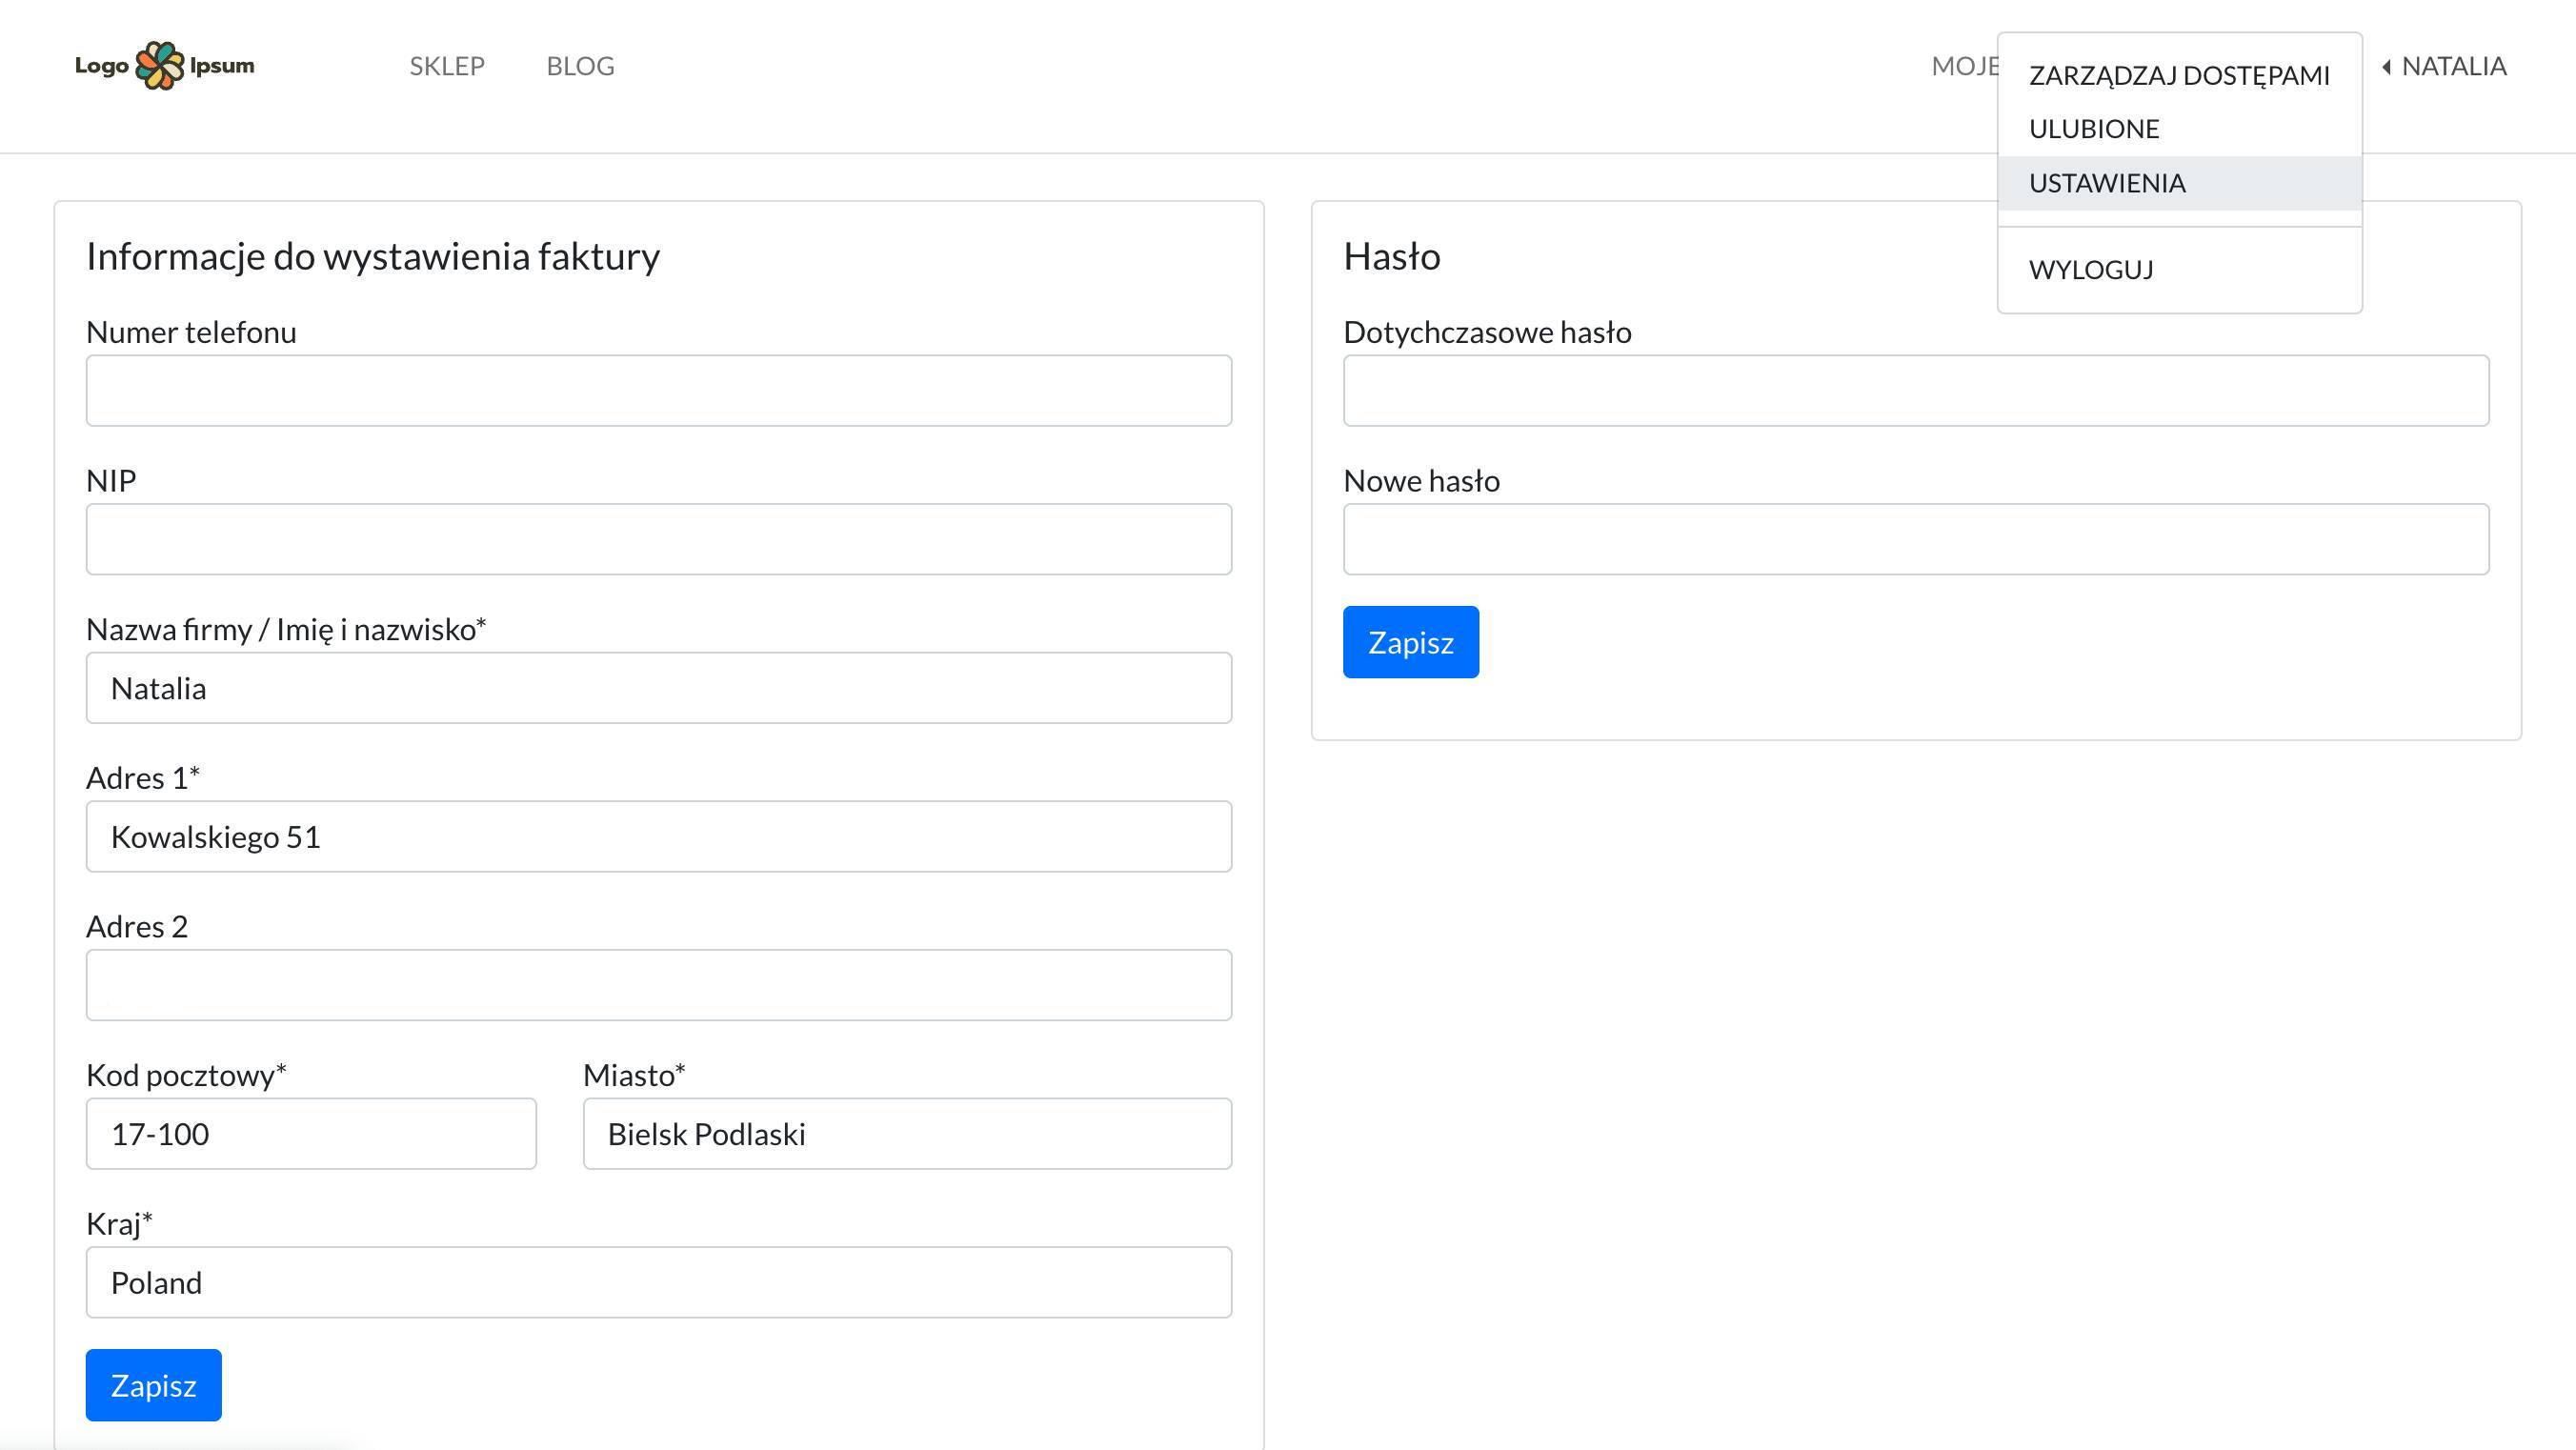 Logo Ipsum
SKLEP
BLOG
MOJE
NATALIA
ZARZĄDZAJ DOSTĘPAMI
ULUBIONE
USTAWIENIA
WYLOGUJ
Informacje do wystawienia faktury
Numer telefonu
NIP
Nazwa firmy / Imię i nazwisko*
Natalia
Adres 1*
Kowalskiego 51
Adres 2
Kod pocztowy*
Miasto*
17-100
Bielsk Podlaski
Kraj*
Poland
Zapisz
Hasło
Dotychczasowe hasło
Nowe hasło
Zapisz